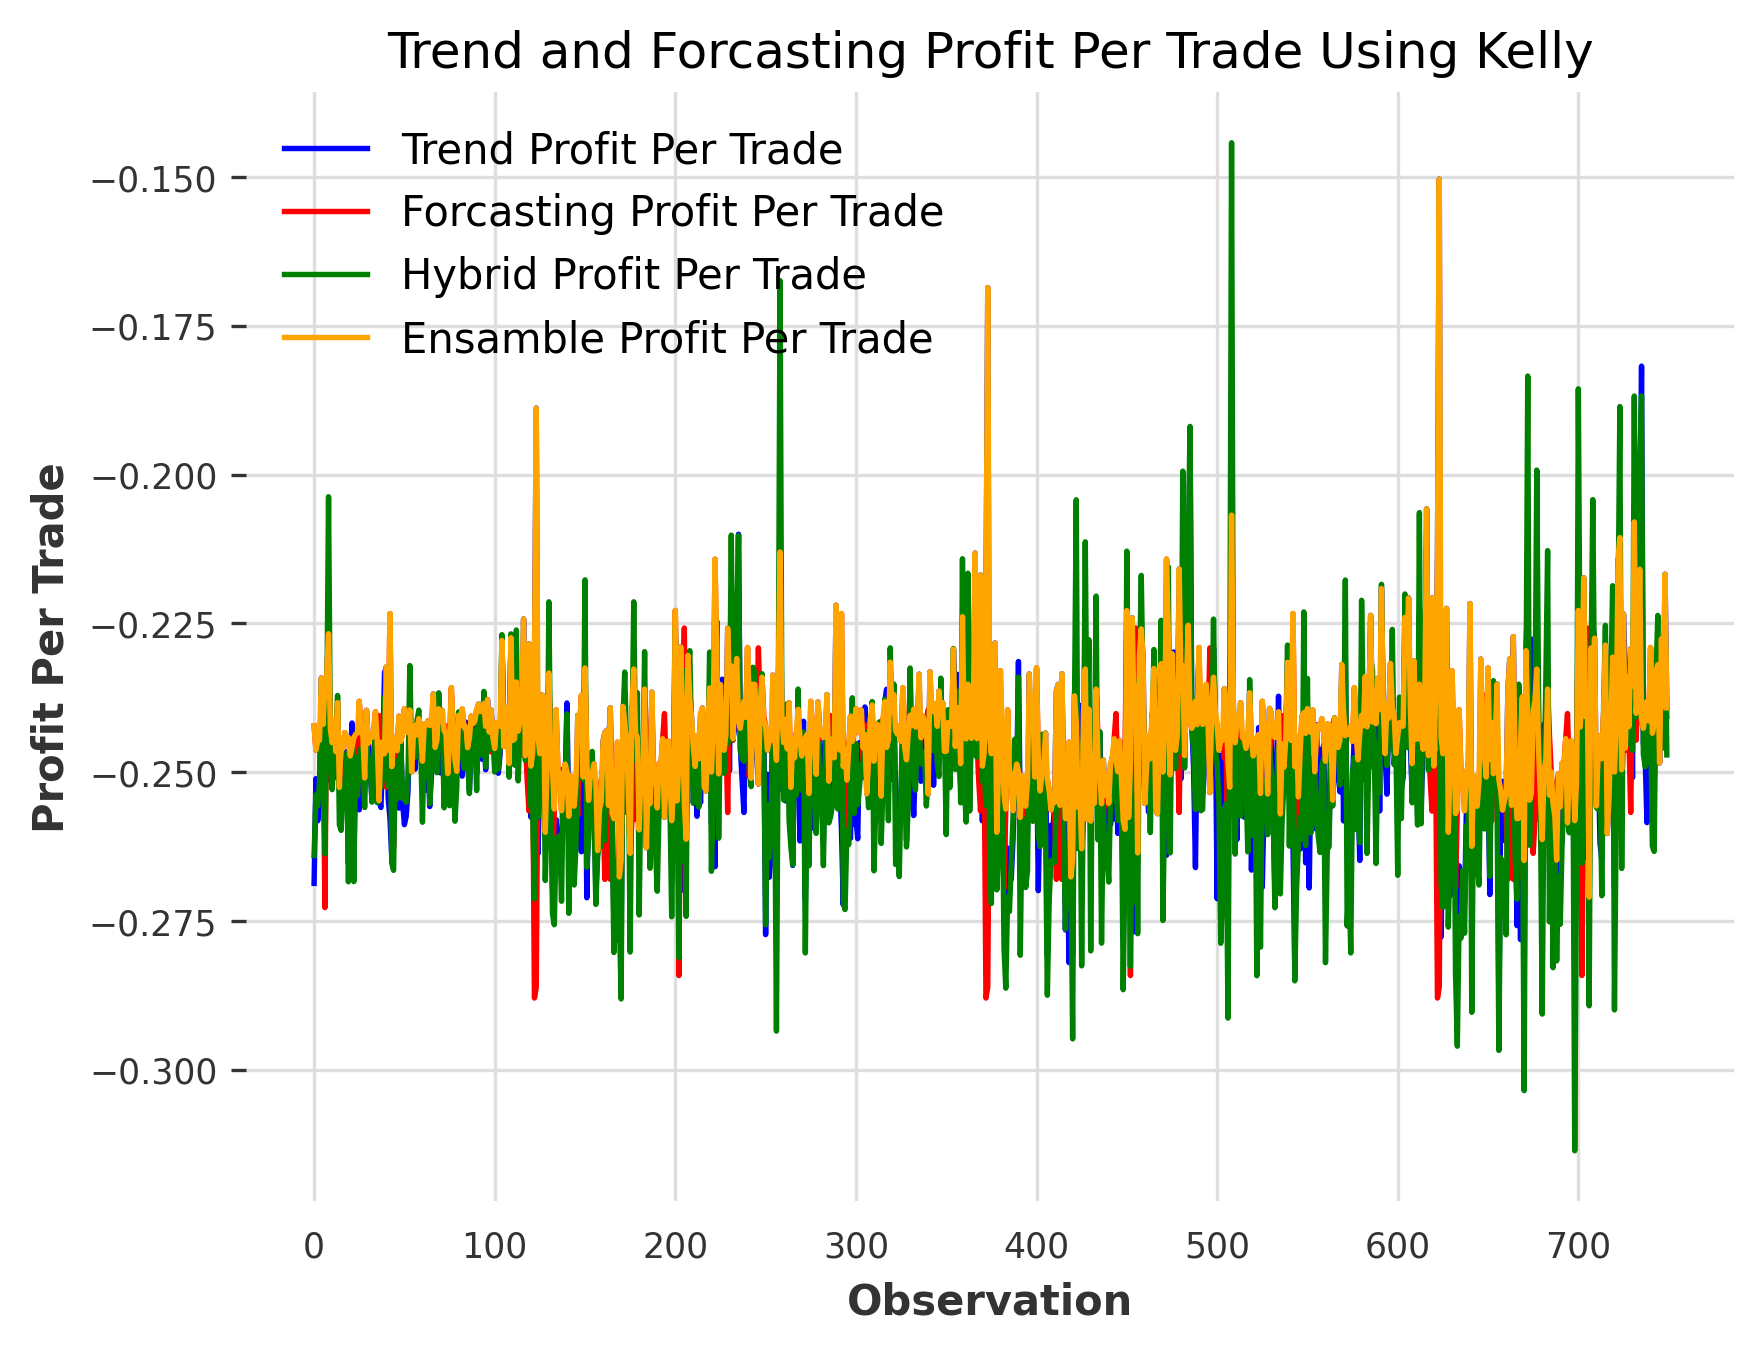 Trend and Forcasting Profit Per Trade Using Kelly
Trend Profit Per Trade
Forcasting Profit Per Trade
Hybrid Profit Per Trade
Ensamble Profit Per Trade
−0.150
−0.175
−0.200
−0.225
−0.250
−0.275
−0.300
Profit Per Trade
0 100 200 300 400 500 600 700
Observation